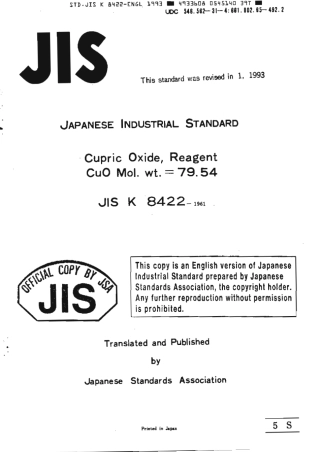 STD-JIS K 8422-ENGL 1993 ■ 4933608 0545140 39T ■
UDC 546.562-31-4:001.002.65-492.2
JIS
This standard was revised in 1. 1993
JAPANESE INDUSTRIAL STANDARD
Cupric Oxide, Reagent
CuO Mol. wt. = 79.54
JIS K 8422-1961
OFFICIAL COPY BY JSA
JIS
This copy is an English version of Japanese
Industrial Standard prepared by Japanese
Standards Association, the copyright holder.
Any further reproduction without permission
is prohibited.
Translated and Published
by
Japanese Standards Association
Printed in Japan
5 S